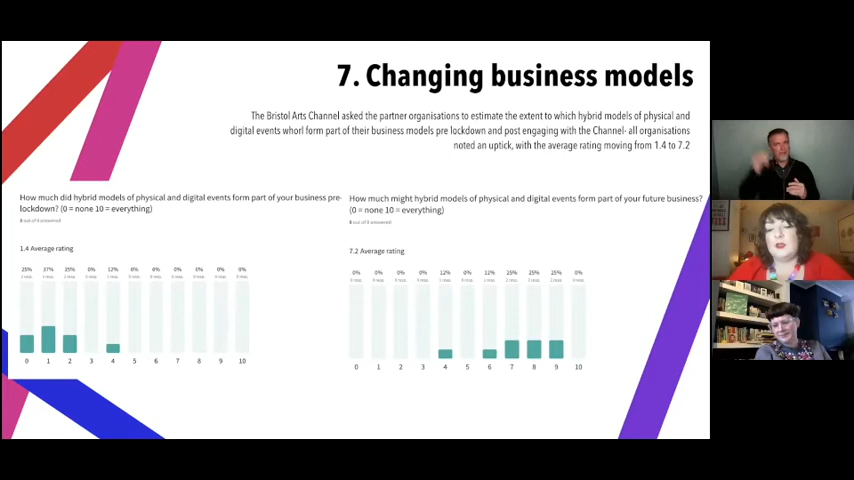 7. Changing business models
The Bristol Arts Channel asked the partner organisations to estimate the extent to which hybrid models of physical and
digital events whorl form part of their business models pre lockdown and post engaging with the Channel- all organisations
noted an uptick, with the average rating moving from 1.4 to 7.2
How much did hybrid models of physical and digital events form part of your business pre-
lockdown? (0 = none 10 = everything)
1.4 Average rating
25% 37% 25% 0% 12% 0% 0% 0% 0% 0% 0%
0 1 2 3 4 5 6 7 8 9 10
How much might hybrid models of physical and digital events form part of your future business?
(0 = none 10 = everything)
7.2 Average rating
0% 0% 0% 0% 12% 0% 12% 25% 25% 25% 0%
0 1 2 3 4 5 6 7 8 9 10